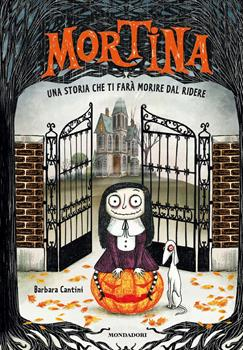 MORTINA
UNA STORIA CHE TI FARÀ MORIRE DAL RIDERE
Barbara Cantini
MONDADORI